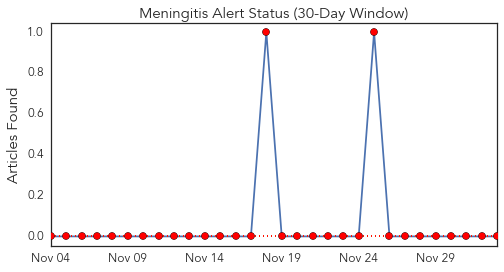 Meningitis Alert Status (30-Day Window)
Articles Found
1.0
0.8
0.6
0.4
0.2
0.0
Nov 04 Nov 09 Nov 14 Nov 19 Nov 24 Nov 29